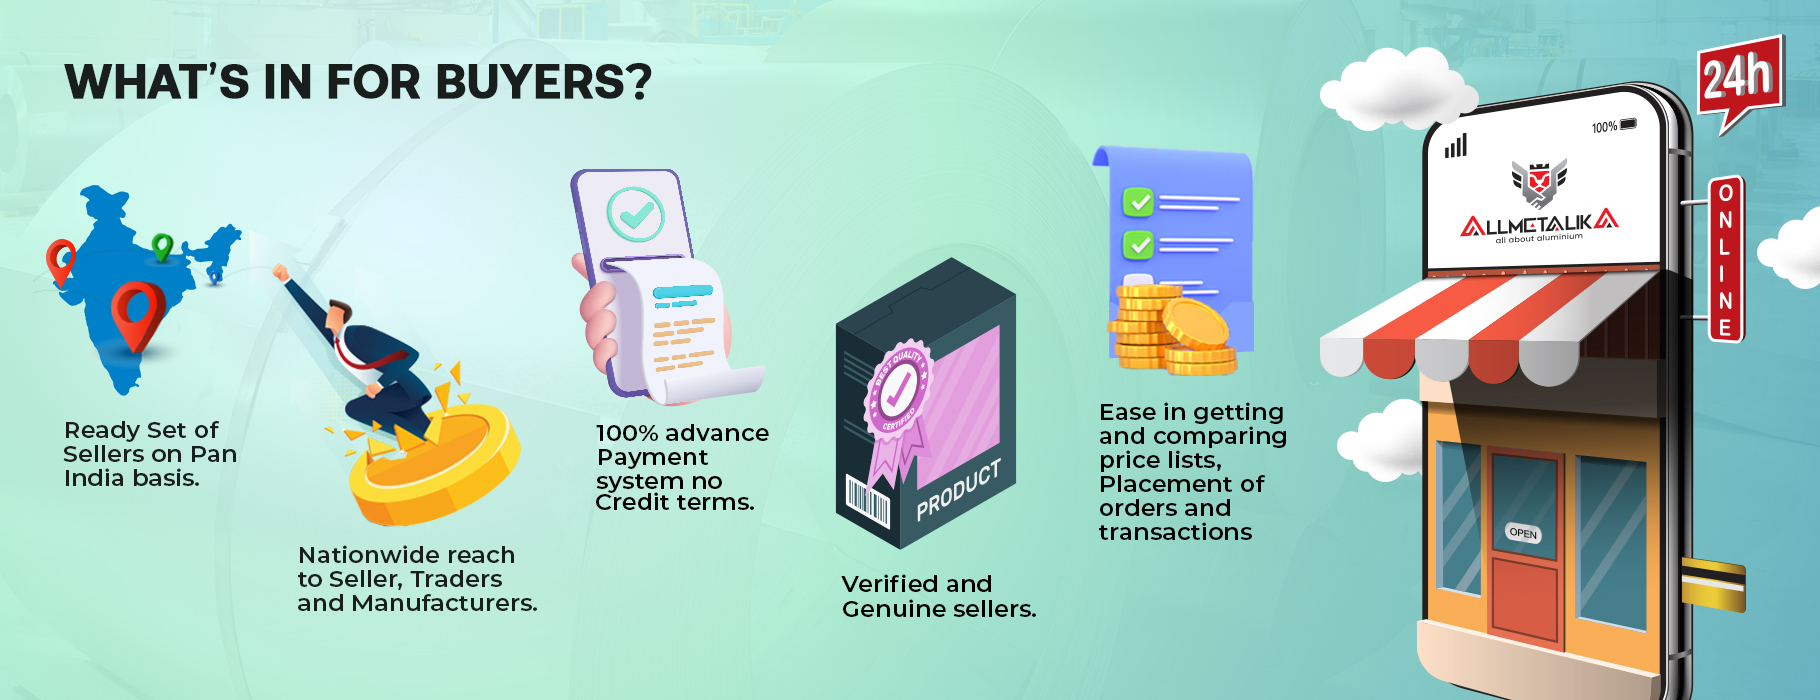 WHAT'S IN FOR BUYERS?
Ready Set of
Sellers on Pan
India basis.
Nationwide reach
to Seller, Traders
and Manufacturers.
100% advance
Payment
system no
Credit terms.
BEST QUALITY
CERTIFIED
PRODUCT
Verified and
Genuine sellers.
Ease in getting
and comparing
price lists,
Placement of
orders and
transactions
100%
ALLMETALIKA
all about aluminium
OPEN
24h
ONLINE